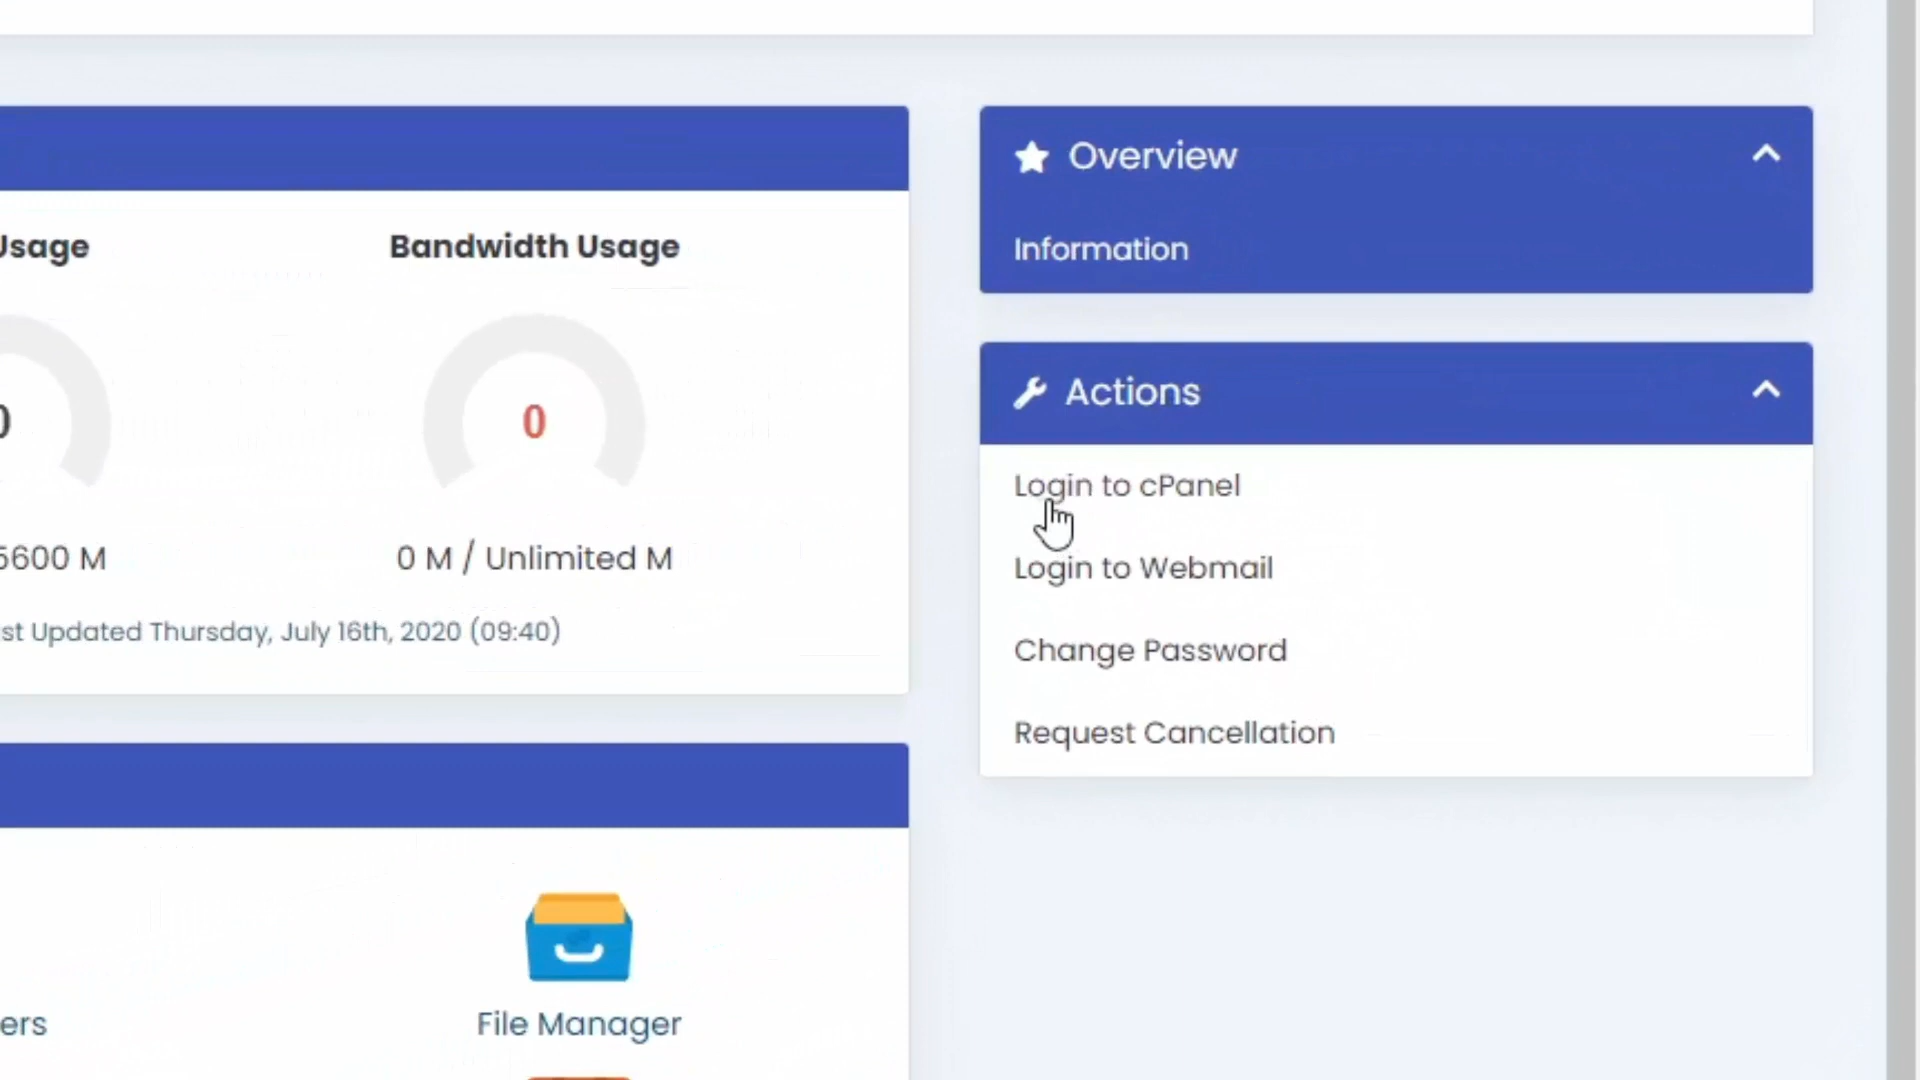 Usage
Bandwidth Usage
0
0 M / Unlimited M
5600 M
st Updated Thursday, July 16th, 2020 (09:40)
ers
File Manager
Overview
Information
Actions
Login to cPanel
Login to Webmail
Change Password
Request Cancellation